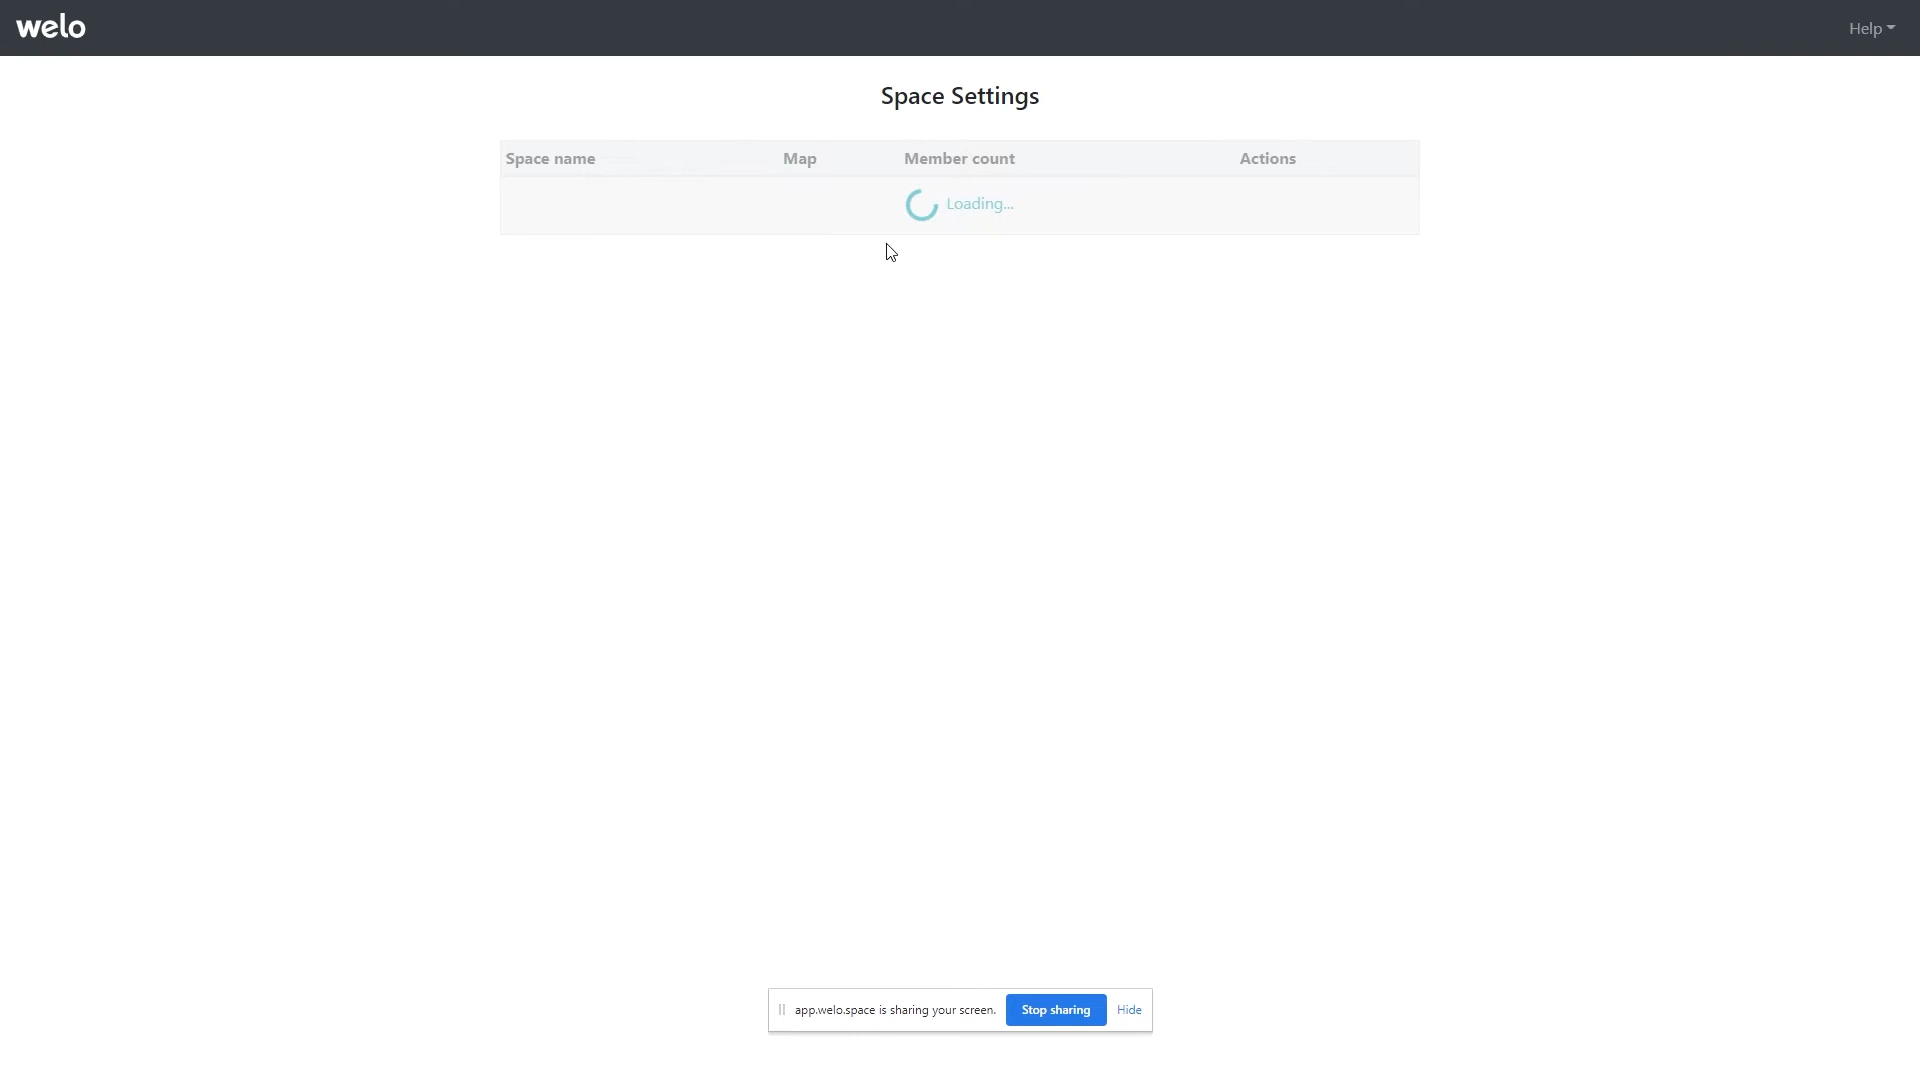 welo
Help
Space Settings
Space name Map Member count Actions
Loading...
app.welo.space is sharing your screen. Stop sharing Hide